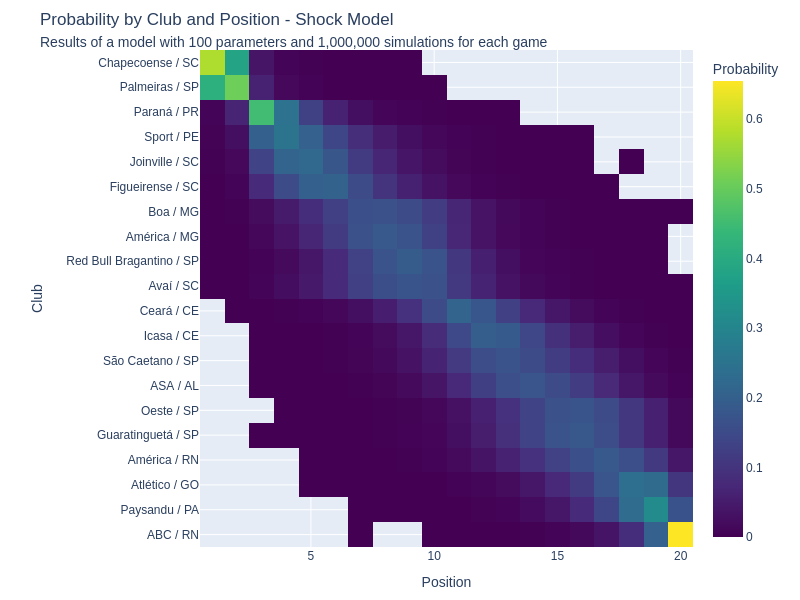 Probability by Club and Position - Shock Model
Results of a model with 100 parameters and 1,000,000 simulations for each game
Probability
Chapecoense / SC
Palmeiras / SP
Paraná / PR
Sport / PE
Joinville / SC
Figueirense / SC
Boa / MG
América / MG
Red Bull Bragantino / SP
Avaí / SC
Ceará / CE
Icasa / CE
São Caetano / SP
ASA / AL
Oeste / SP
Guaratinguetá / SP
América / RN
Atlético / GO
Paysandu / PA
ABC / RN
Club
5
10
15
20
Position
0.6
0.5
0.4
0.3
0.2
0.1
0